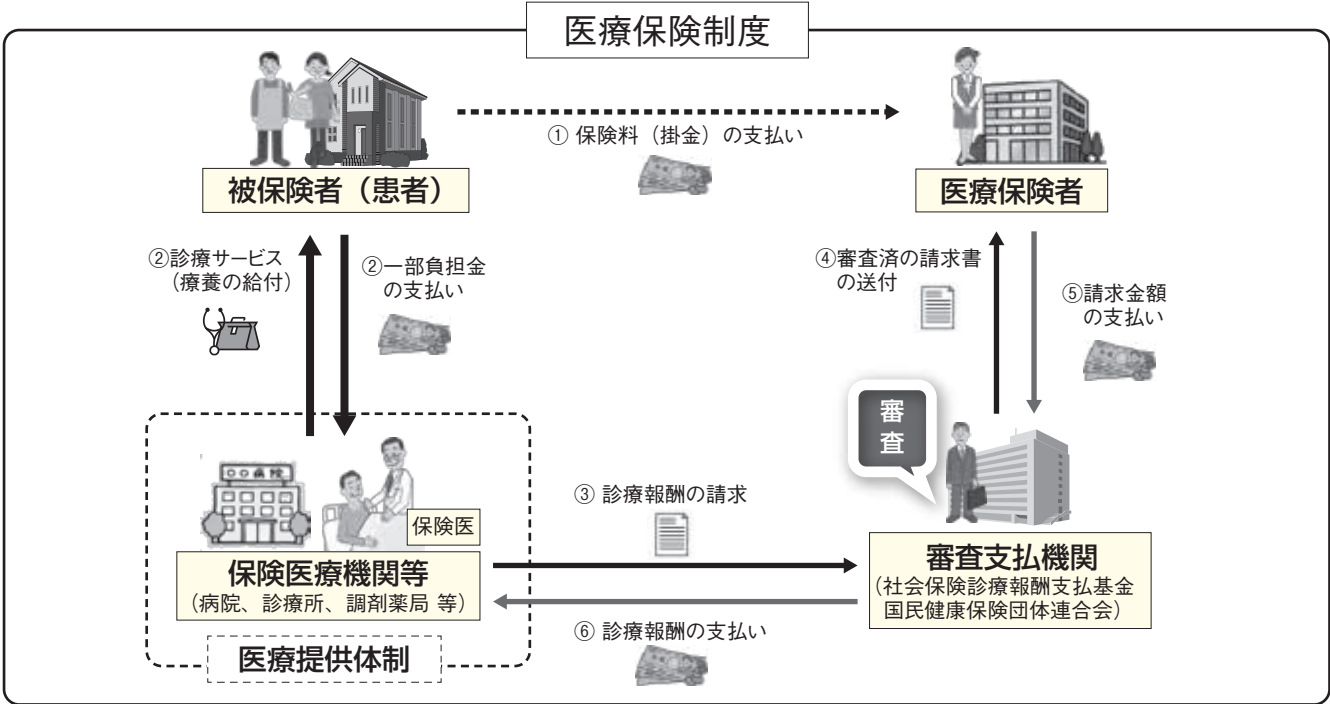 医療保険制度
① 保険料（掛金）の支払い
被保険者（患者）
医療保険者
②診療サービス
（療養の給付）
②一部負担金
の支払い
④審査済の請求書
の送付
⑤請求金額
の支払い
審
査
○○病院
保険医
③ 診療報酬の請求
保険医療機関等
（病院、診療所、調剤薬局 等）
審査支払機関
（社会保険診療報酬支払基金
国民健康保険団体連合会）
⑥ 診療報酬の支払い
医療提供体制